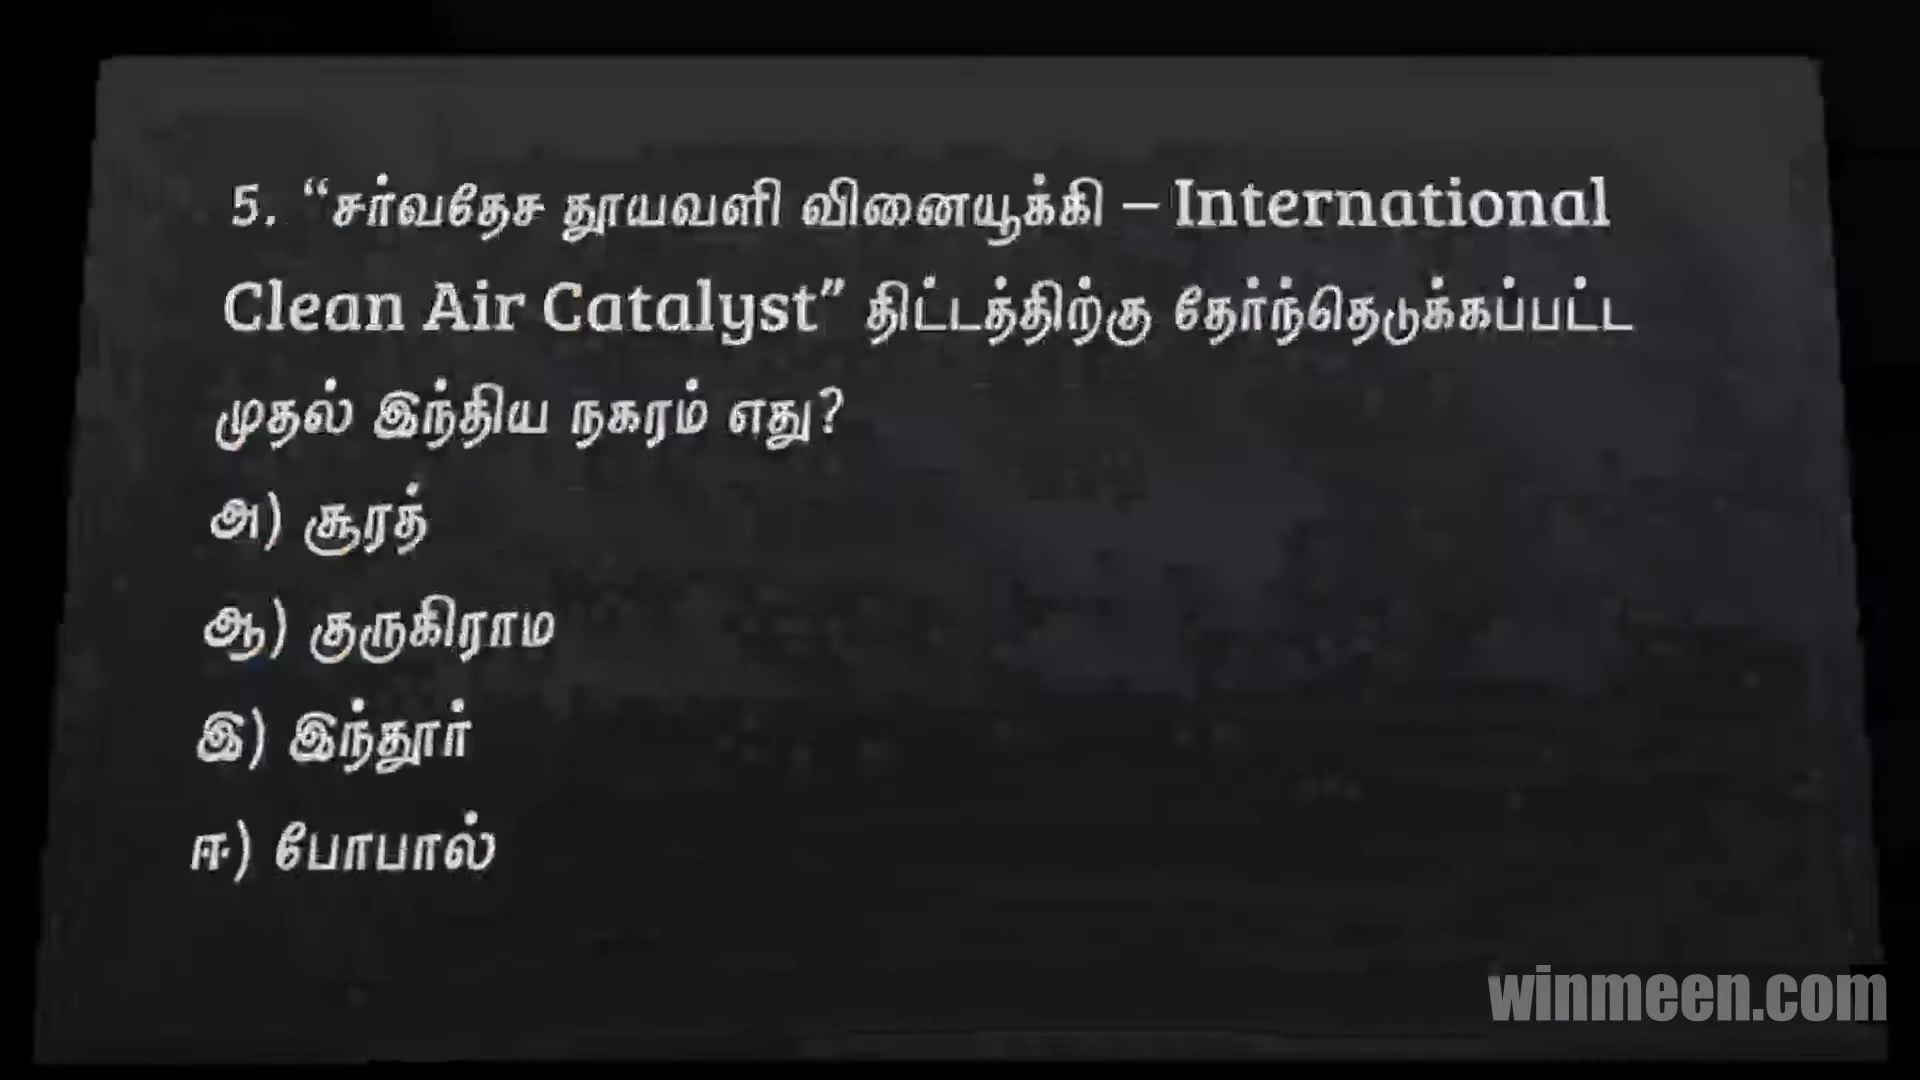 5. “சர்வதேச தூயவளி வினையூக்கி – International
Clean Air Catalyst” திட்டத்திற்கு தேர்ந்தெடுக்கப்பட்ட
முதல் இந்திய நகரம் எது?
அ) சூரத்
ஆ) குருகிராம
இ) இந்தூர்
ஈ) போபால்
winmeen.com